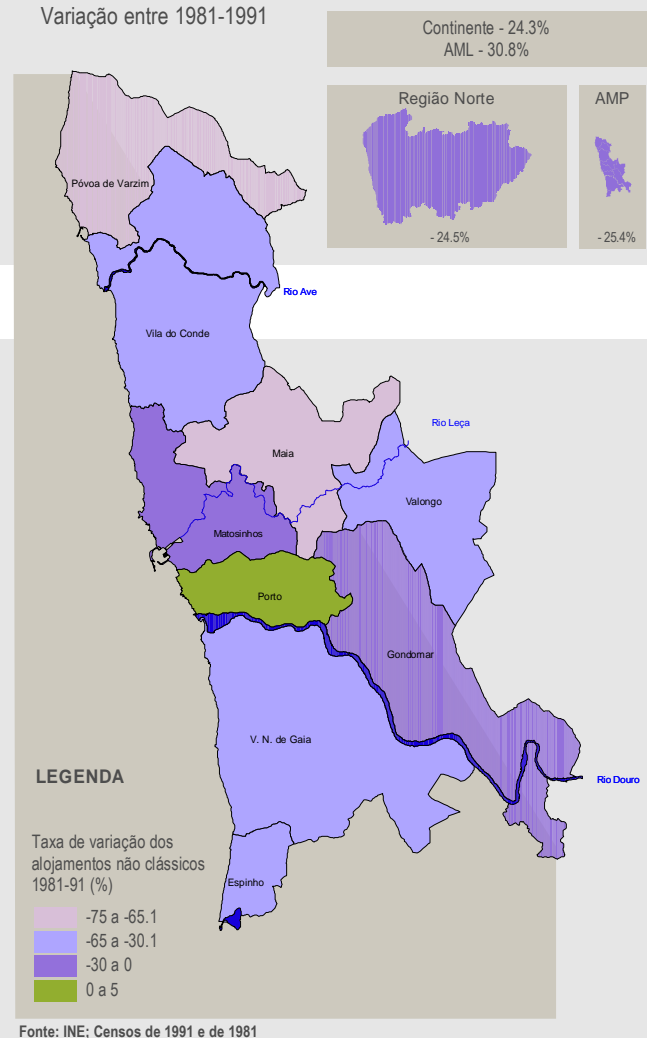 Variação entre 1981-1991
Continente - 24.3%
AML - 30.8%
Região Norte
- 24.5%
AMP
- 25.4%
Póvoa de Varzim
Rio Ave
Vila do Conde
Rio Leça
Maia
Valongo
Matosinhos
Porto
Gondomar
V. N. de Gaia
Rio Douro
Espinho
LEGENDA
Taxa de variação dos
alojamentos não clássicos
1981-91 (%)
-75 a -65.1
-65 a -30.1
-30 a 0
0 a 5
Fonte: INE; Censos de 1991 e de 1981